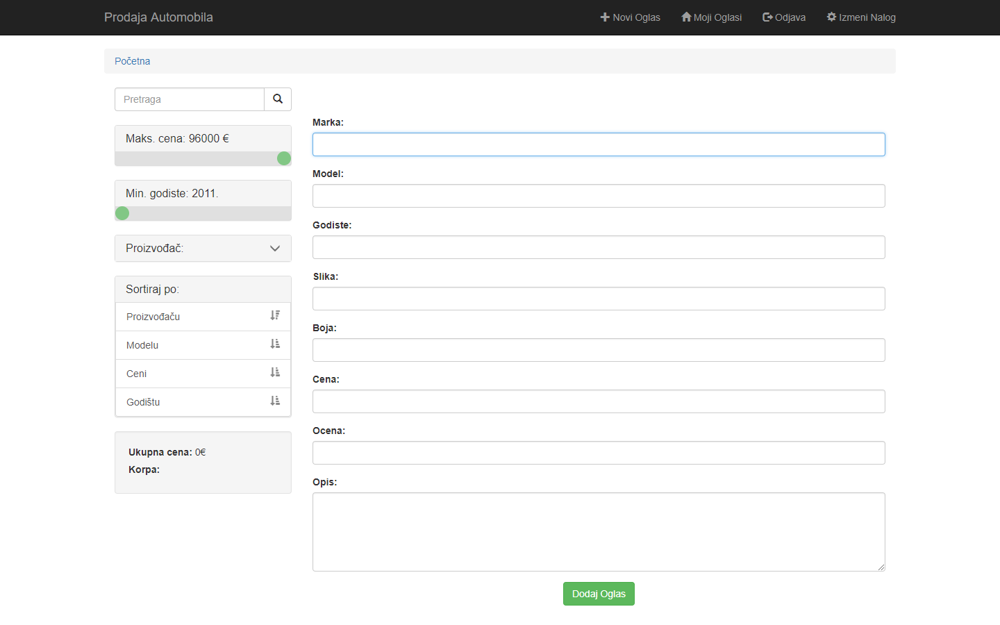 Prodaja Automobila
Novi Oglas
Moji Oglasi
Odjava
Izmeni Nalog
Početna
Pretraga
Maks. cena: 96000 €
Min. godiste: 2011.
Proizvođač:
Sortiraj po:
Proizvođaču
Modelu
Ceni
Godištu
Ukupna cena: 0€
Korpa:
Marka:
Model:
Godiste:
Slika:
Boja:
Cena:
Ocena:
Opis:
Dodaj Oglas